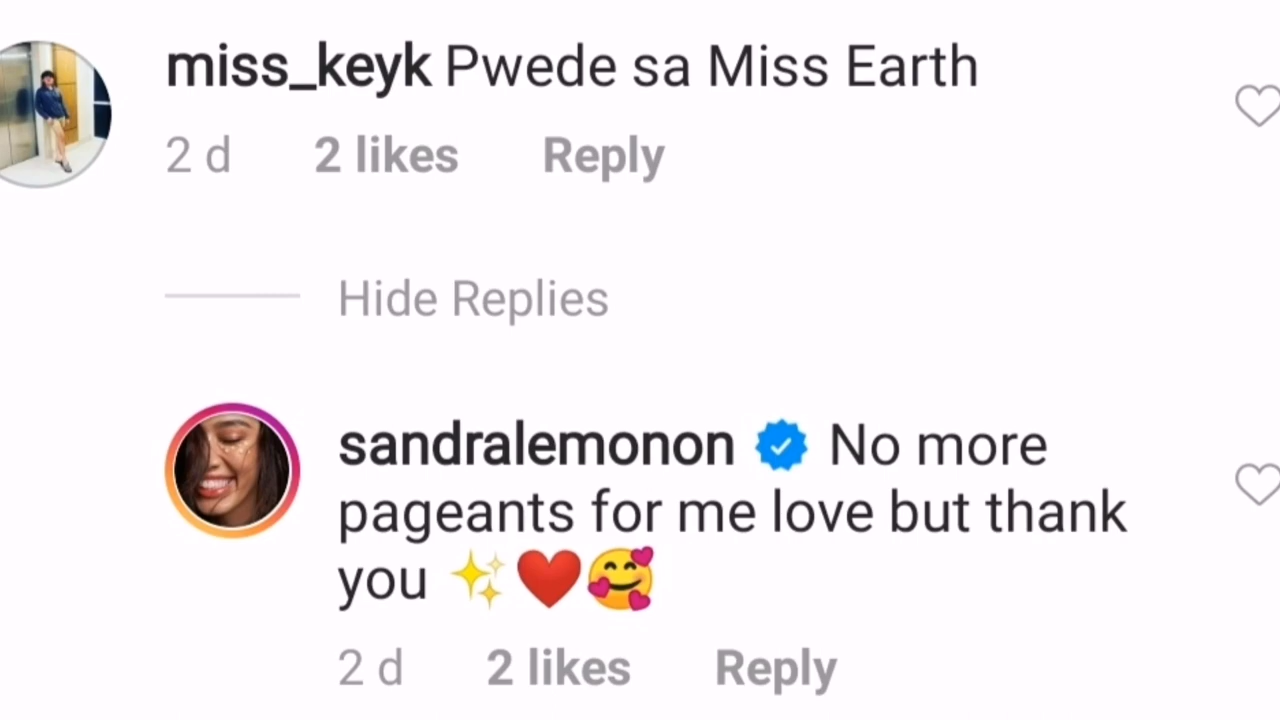 miss_keyk Pwede sa Miss Earth
2 d 2 likes Reply
Hide Replies
sandralemonon No more
pageants for me love but thank
you ✨❤️🥰
2 d 2 likes Reply